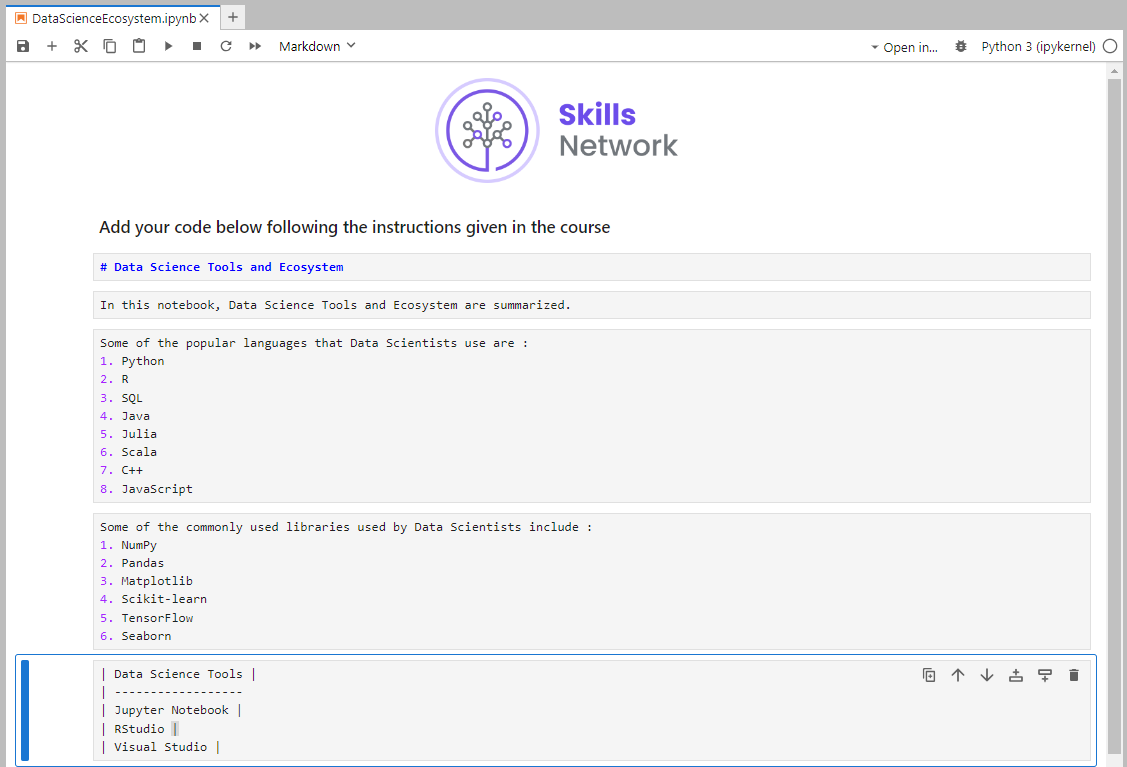 DataScienceEcosystem.ipynb
Markdown
Open in...
Python 3 (ipykernel)
Skills
Network
Add your code below following the instructions given in the course
# Data Science Tools and Ecosystem
In this notebook, Data Science Tools and Ecosystem are summarized.
Some of the popular languages that Data Scientists use are :
1. Python
2. R
3. SQL
4. Java
5. Julia
6. Scala
7. C++
8. JavaScript
Some of the commonly used libraries used by Data Scientists include :
1. NumPy
2. Pandas
3. Matplotlib
4. Scikit-learn
5. TensorFlow
6. Seaborn
| Data Science Tools |
| ------------------
| Jupyter Notebook |
| RStudio |
| Visual Studio |